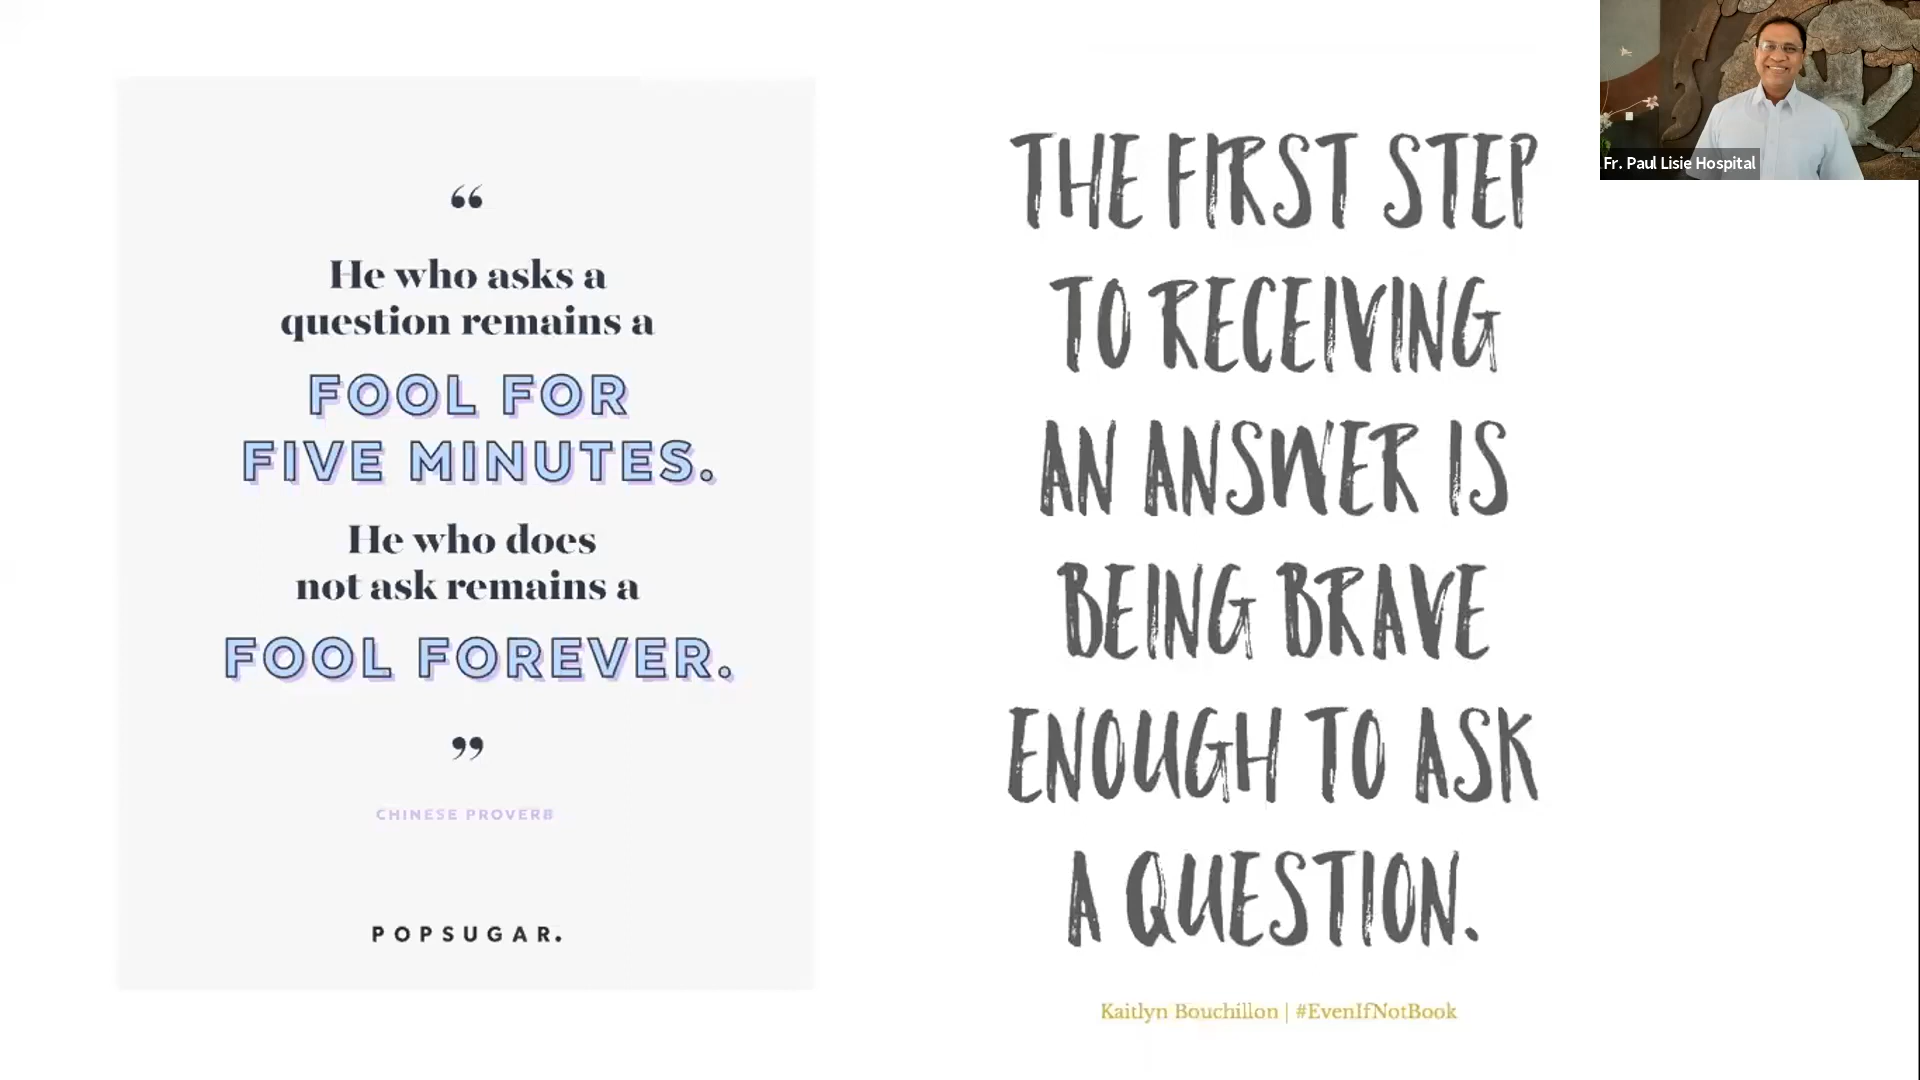 “
He who asks a
question remains a
FOOL FOR
FIVE MINUTES.
He who does
not ask remains a
FOOL FOREVER.
”
CHINESE PROVERB
POPSUGAR.
THE FIRST STEP
TO RECEIVING
AN ANSWER IS
BEING BRAVE
ENOUGH TO ASK
A QUESTION.
Kaitlyn Bouchillon | #EvenIfNotBook
Fr. Paul Lisie Hospital